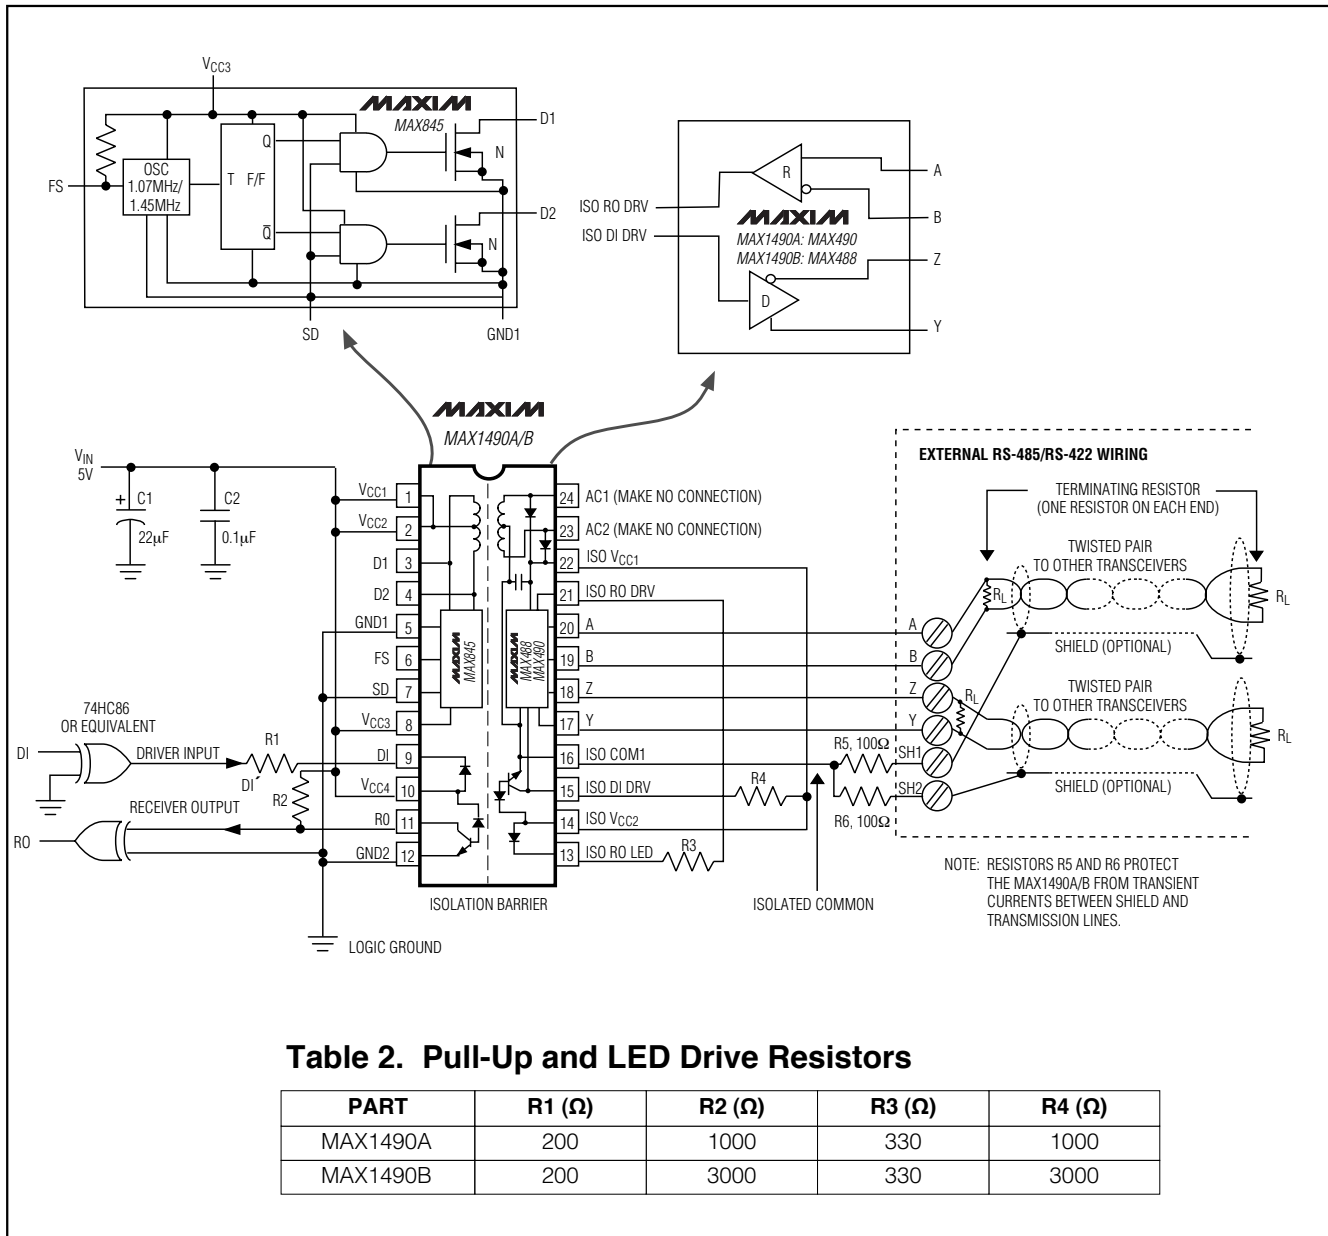 VCC3
MAXIM
MAX845
D1
Q
N
OSC
1.07MHz/
1.45MHz
T F/F
FS
D2
Q̅
N
SD
GND1
R
A
ISO RO DRV
B
MAXIM
ISO DI DRV
MAX1490A: MAX490
MAX1490B: MAX488
Z
D
Y
MAXIM
MAX1490A/B
VIN
5V
+ C1
22µF
C2
0.1µF
VCC1
1
VCC2
2
D1
3
D2
4
GND1
5
FS
6
SD
7
VCC3
8
DI
9
VCC4
10
RO
11
GND2
12
MAXIM
MAX845
MAXIM
MAX488
MAX490
24 AC1 (MAKE NO CONNECTION)
23 AC2 (MAKE NO CONNECTION)
22 ISO VCC1
21 ISO RO DRV
20 A
19 B
18 Z
17 Y
16 ISO COM1
15 ISO DI DRV
14 ISO VCC2
13 ISO RO LED
74HC86
OR EQUIVALENT
DI
DRIVER INPUT
R1
DI´
R2
RECEIVER OUTPUT
RO
ISOLATION BARRIER
LOGIC GROUND
R3
R4
R5, 100Ω
R6, 100Ω
ISOLATED COMMON
EXTERNAL RS-485/RS-422 WIRING
TERMINATING RESISTOR
(ONE RESISTOR ON EACH END)
TWISTED PAIR
TO OTHER TRANSCEIVERS
RL
RL
A
SHIELD (OPTIONAL)
B
Z
RL
TWISTED PAIR
TO OTHER TRANSCEIVERS
Y
RL
SH1
SHIELD (OPTIONAL)
SH2
NOTE: RESISTORS R5 AND R6 PROTECT
THE MAX1490A/B FROM TRANSIENT
CURRENTS BETWEEN SHIELD AND
TRANSMISSION LINES.
Table 2. Pull-Up and LED Drive Resistors
PART R1 (Ω) R2 (Ω) R3 (Ω) R4 (Ω)
MAX1490A 200 1000 330 1000
MAX1490B 200 3000 330 3000